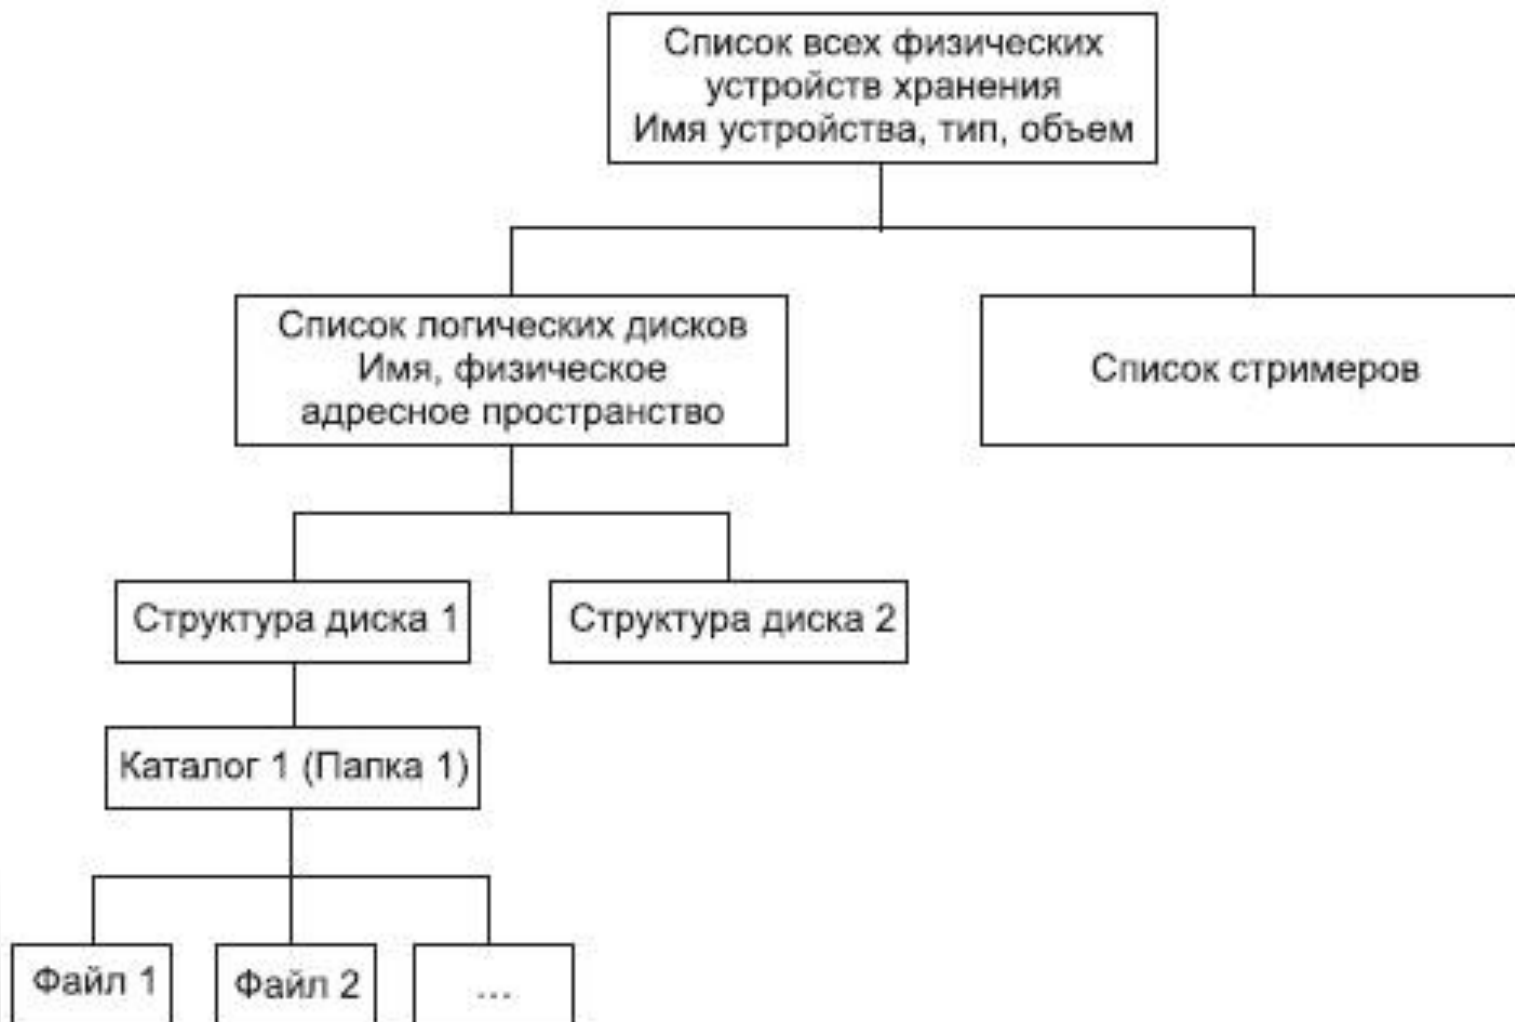 Список всех физических
устройств хранения
Имя устройства, тип, объем
Список логических дисков
Имя, физическое
адресное пространство
Список стримеров
Структура диска 1
Структура диска 2
Каталог 1 (Папка 1)
Файл 1
Файл 2
...